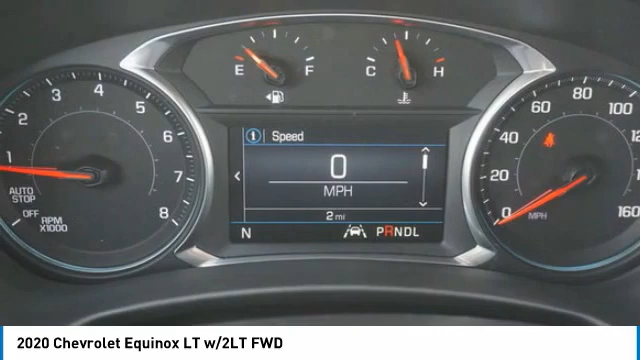 E F C H
1 2 3 4 5 6 7 8
AUTO
STOP
OFF
RPM
X1000
i Speed
0
MPH
2 mi
N PRNDL
0 20 40 60 80 100 12 160
MPH
2020 Chevrolet Equinox LT w/2LT FWD